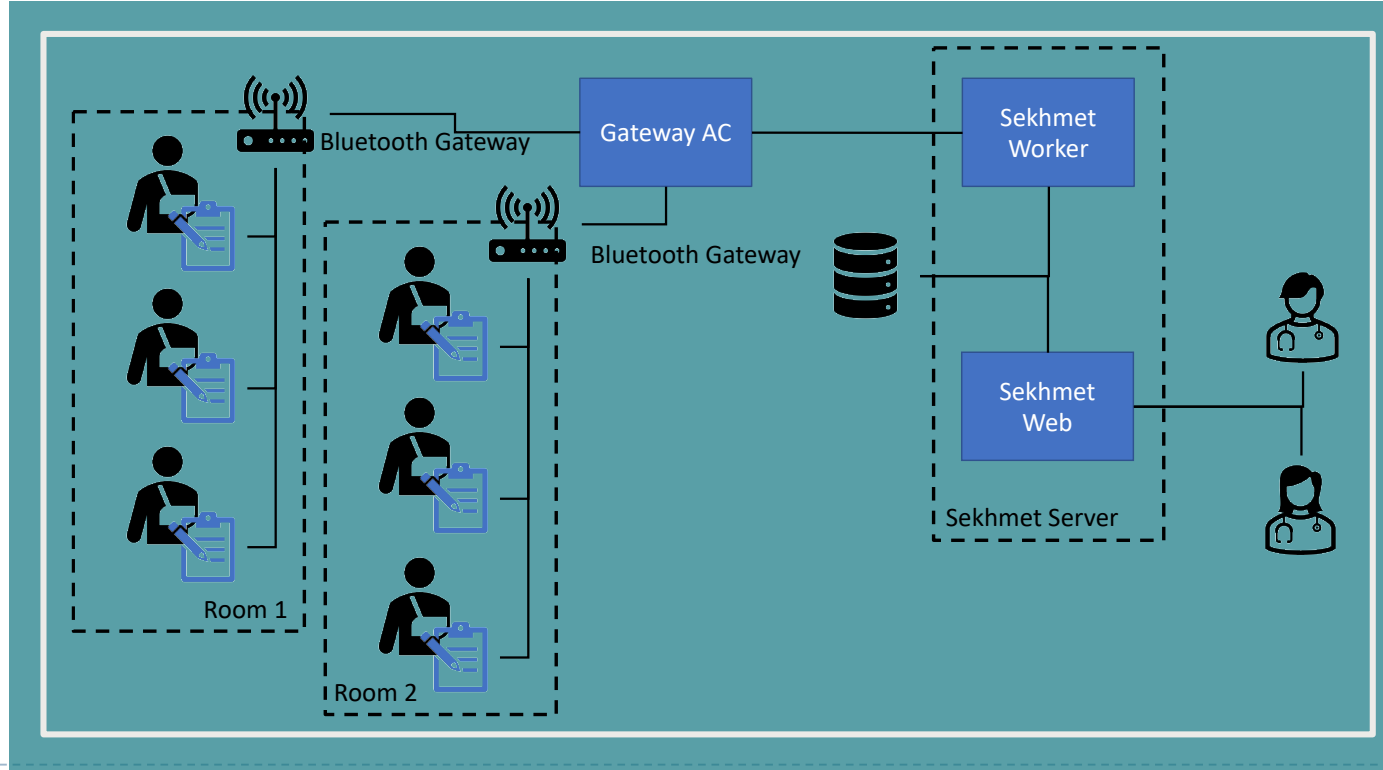 Bluetooth Gateway
Gateway AC
Sekhmet
Worker
Bluetooth Gateway
Sekhmet
Web
Sekhmet Server
Room 1
Room 2